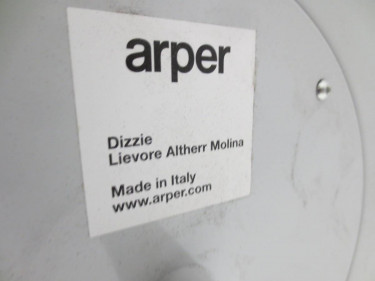 arper
Dizzie
Lievore Altherr Molina
Made in Italy
www.arper.com